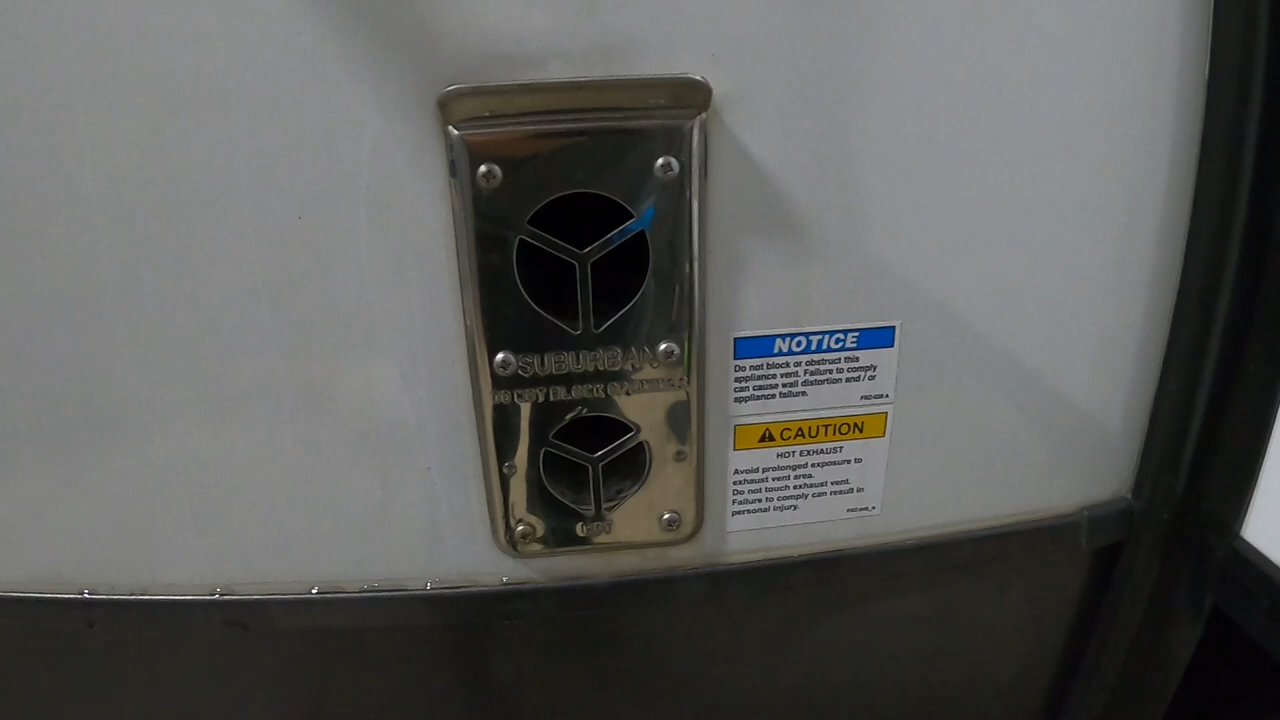 SUBURBAN
DO NOT BLOCK OPENINGS
HOT
NOTICE
Do not block or obstruct this
appliance vent. Failure to comply
can cause wall distortion and / or
appliance failure.
CAUTION
HOT EXHAUST
Avoid prolonged exposure to
exhaust vent area.
Do not touch exhaust vent.
Failure to comply can result in
personal injury.